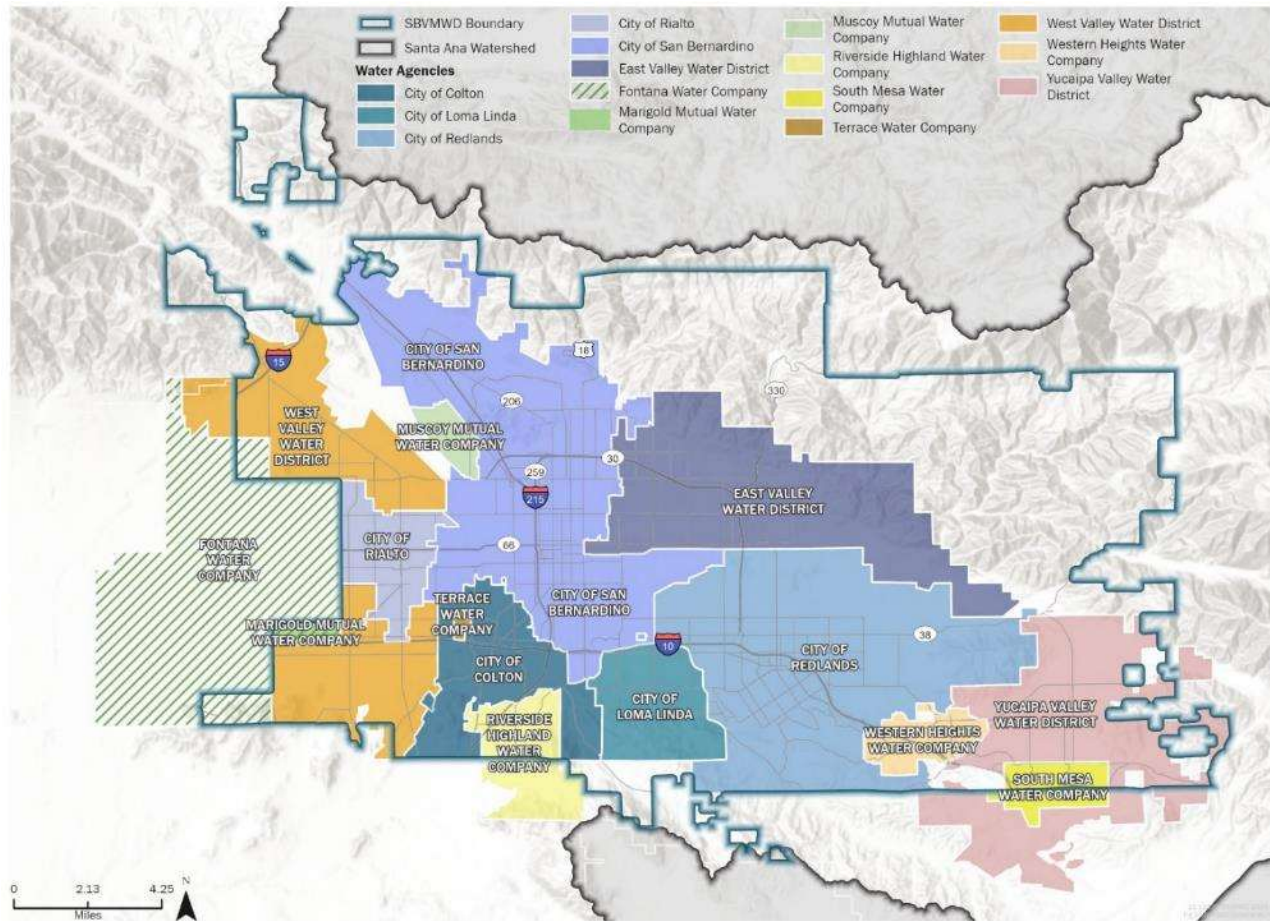 SBVMWD Boundary
Santa Ana Watershed
Water Agencies
City of Colton
City of Loma Linda
City of Redlands
City of Rialto
City of San Bernardino
East Valley Water District
Fontana Water Company
Marigold Mutual Water
Company
Muscoy Mutual Water
Company
Riverside Highland Water
Company
South Mesa Water
Company
Terrace Water Company
West Valley Water District
Western Heights Water
Company
Yucaipa Valley Water
District
18
15
CITY OF SAN
BERNARDINO
330
206
WEST
VALLEY
WATER
DISTRICT
MUSCOY MUTUAL
WATER COMPANY
30
259
215
EAST VALLEY
WATER DISTRICT
FONTANA
WATER
COMPANY
CITY OF
RIALTO
66
TERRACE
WATER
COMPANY
CITY OF SAN
BERNARDINO
MARIGOLD MUTUAL
WATER COMPANY
10
38
CITY OF
COLTON
CITY OF
REDLANDS
CITY OF
LOMA LINDA
RIVERSIDE
HIGHLAND
WATER
COMPANY
YUCAIPA VALLEY
WATER DISTRICT
WESTERN HEIGHTS
WATER COMPANY
SOUTH MESA
WATER COMPANY
0 2.13 4.25
Miles
N